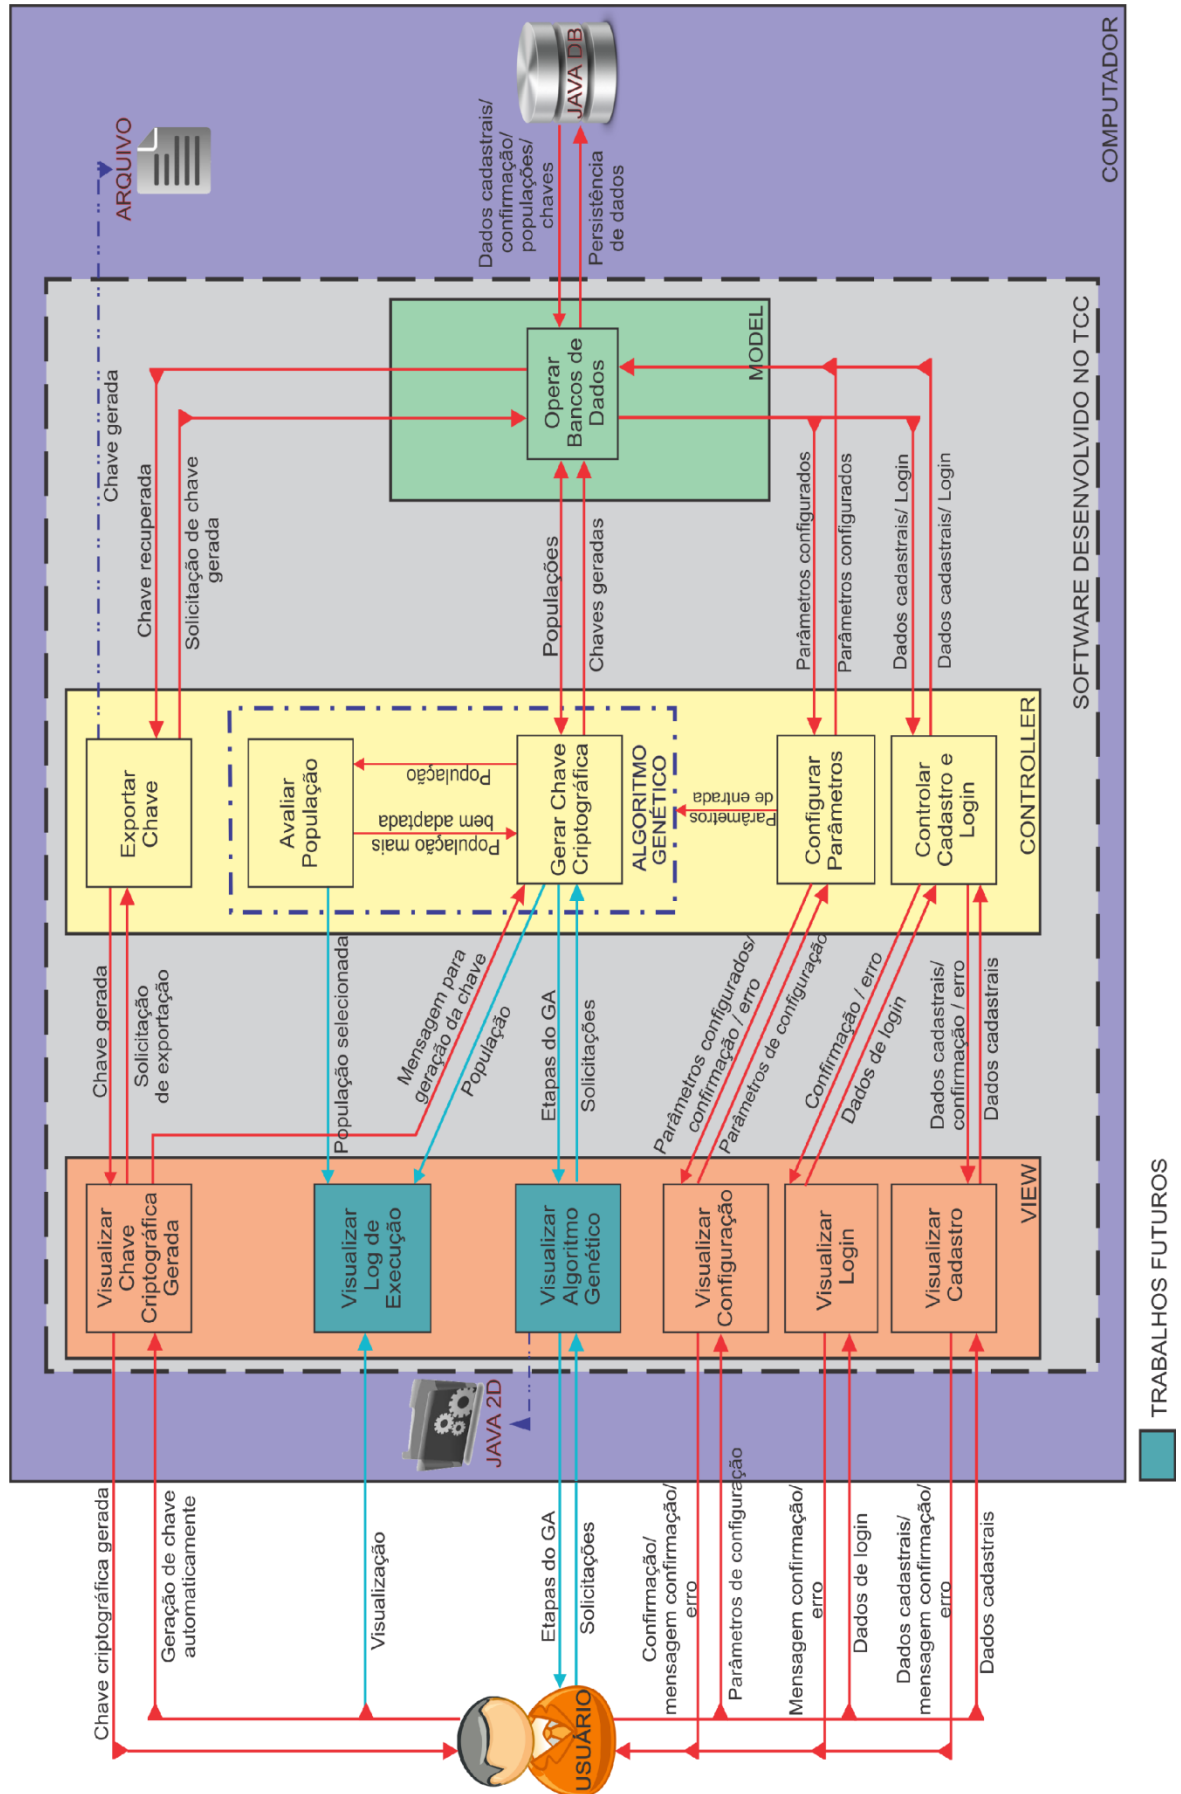 COMPUTADOR
SOFTWARE DESENVOLVIDO NO TCC
ARQUIVO
JAVA DB
JAVA 2D
USUÁRIO
Chave criptográfica gerada
Geração de chave
automaticamente
Visualização
Etapas do GA
Solicitações
Confirmação/
mensagem confirmação/
erro
Parâmetros de configuração
Mensagem confirmação/
erro
Dados de login
Dados cadastrais/
mensagem confirmação/
erro
Dados cadastrais
VIEW
Visualizar
Chave
Criptográfica
Gerada
Visualizar
Log de
Execução
Visualizar
Algoritmo
Genético
Visualizar
Configuração
Visualizar
Login
Visualizar
Cadastro
Chave gerada
Solicitação
de exportação
População selecionada
Mensagem para
geração da chave
População
Etapas do GA
Solicitações
Parâmetros configurados/
confirmação / erro
Parâmetros de configuração
Confirmação / erro
Dados de login
Dados cadastrais/
confirmação / erro
Dados cadastrais
CONTROLLER
Exportar
Chave
Avaliar
População
População mais
bem adaptada
População
Gerar Chave
Criptográfica
ALGORITMO
GENÉTICO
Parâmetros
de entrada
Configurar
Parâmetros
Controlar
Cadastro e
Login
Chave gerada
Chave recuperada
Solicitação de chave
gerada
Populações
Chaves geradas
Parâmetros configurados
Parâmetros configurados
Dados cadastrais/ Login
Dados cadastrais/ Login
MODEL
Operar
Bancos de
Dados
Dados cadastrais/
confirmação/
populações/
chaves
Persistência
de dados
TRABALHOS FUTUROS